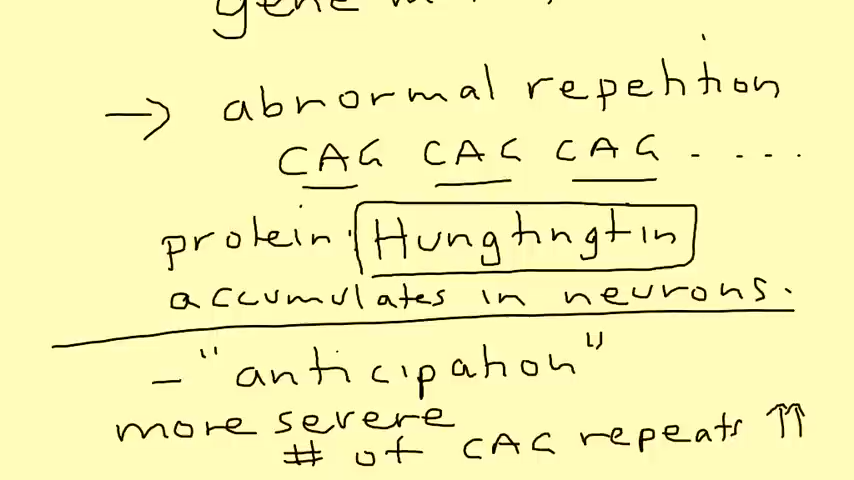 → abnormal repetition
CAG CAG CAG - - - -
protein: Hungtingtin
accumulates in neurons.
- "anticipation"
more severe
# of CAG repeats ⇈